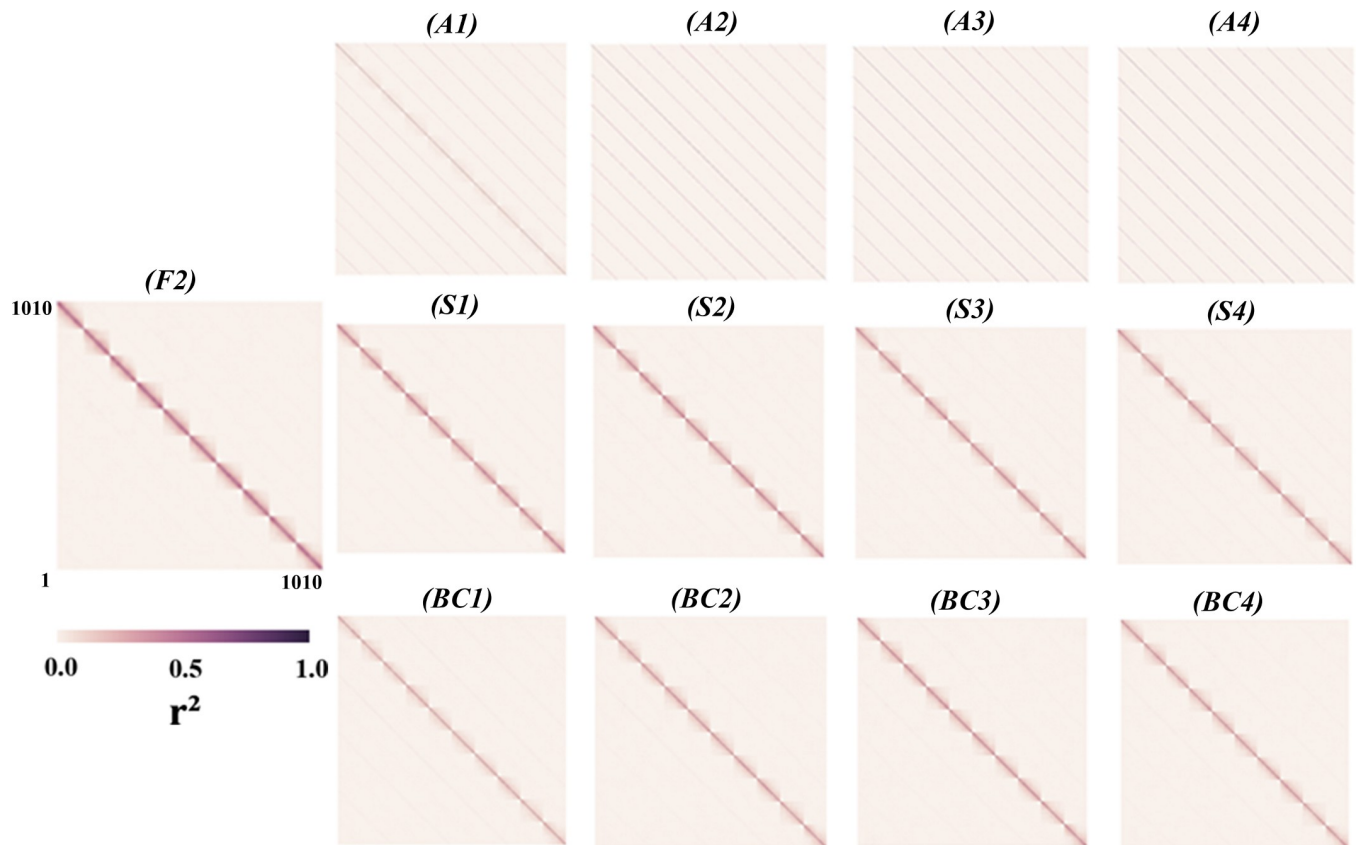 (A1) (A2) (A3) (A4)
(F2)
(S1) (S2) (S3) (S4)
1010
1 1010
(BC1) (BC2) (BC3) (BC4)
0.0 0.5 1.0
r²